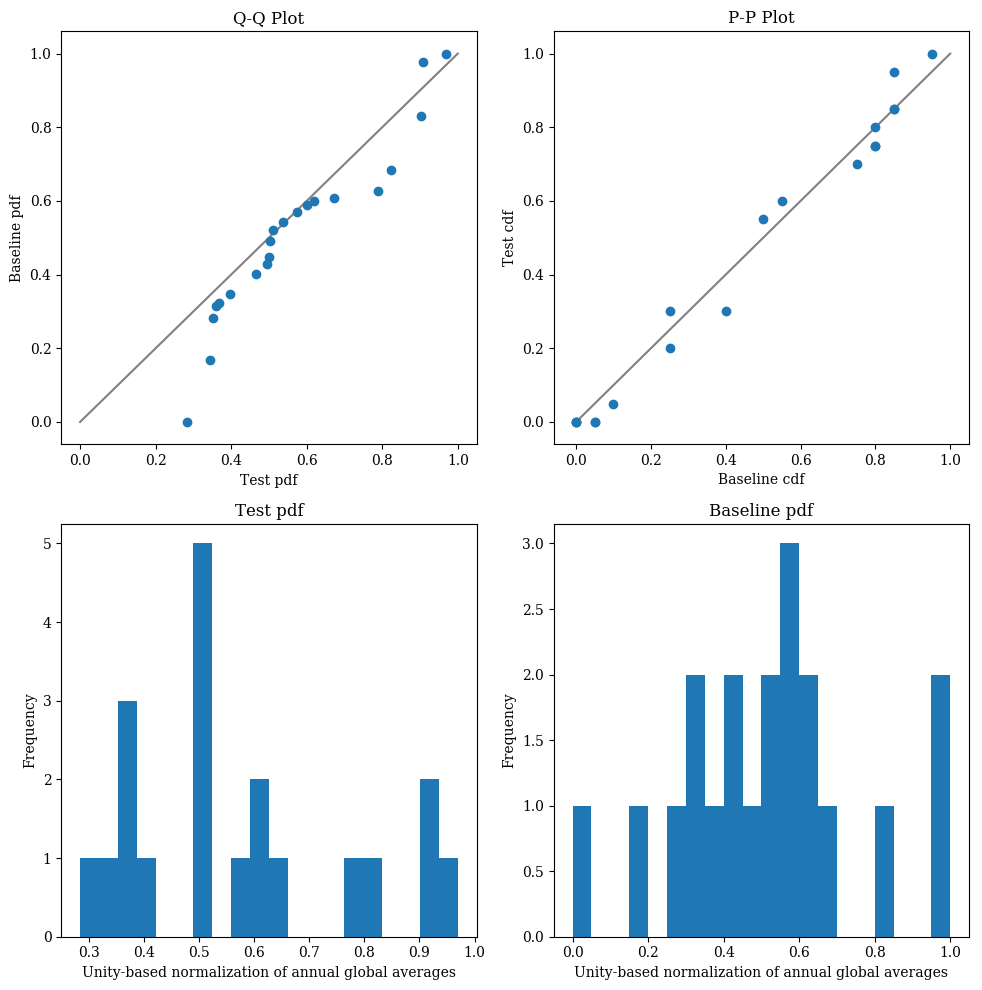 Q-Q Plot
1.0
0.8
0.6
0.4
0.2
0.0
Baseline pdf
0.0 0.2 0.4 0.6 0.8 1.0
Test pdf
P-P Plot
1.0
0.8
0.6
0.4
0.2
0.0
Test cdf
0.0 0.2 0.4 0.6 0.8 1.0
Baseline cdf
Test pdf
5
4
3
2
1
0
Frequency
0.3 0.4 0.5 0.6 0.7 0.8 0.9 1.0
Unity-based normalization of annual global averages
Baseline pdf
3.0
2.5
2.0
1.5
1.0
0.5
0.0
Frequency
0.0 0.2 0.4 0.6 0.8 1.0
Unity-based normalization of annual global averages